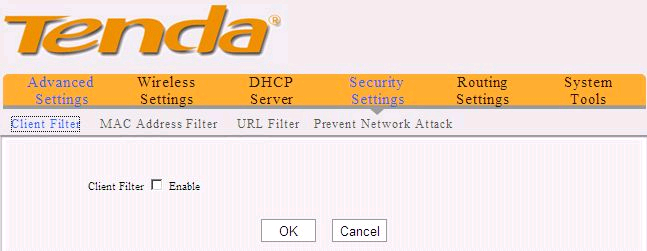 Tenda®
Advanced Settings Wireless Settings DHCP Server Security Settings Routing Settings System Tools
Client Filter MAC Address Filter URL Filter Prevent Network Attack
Client Filter Enable
OK Cancel